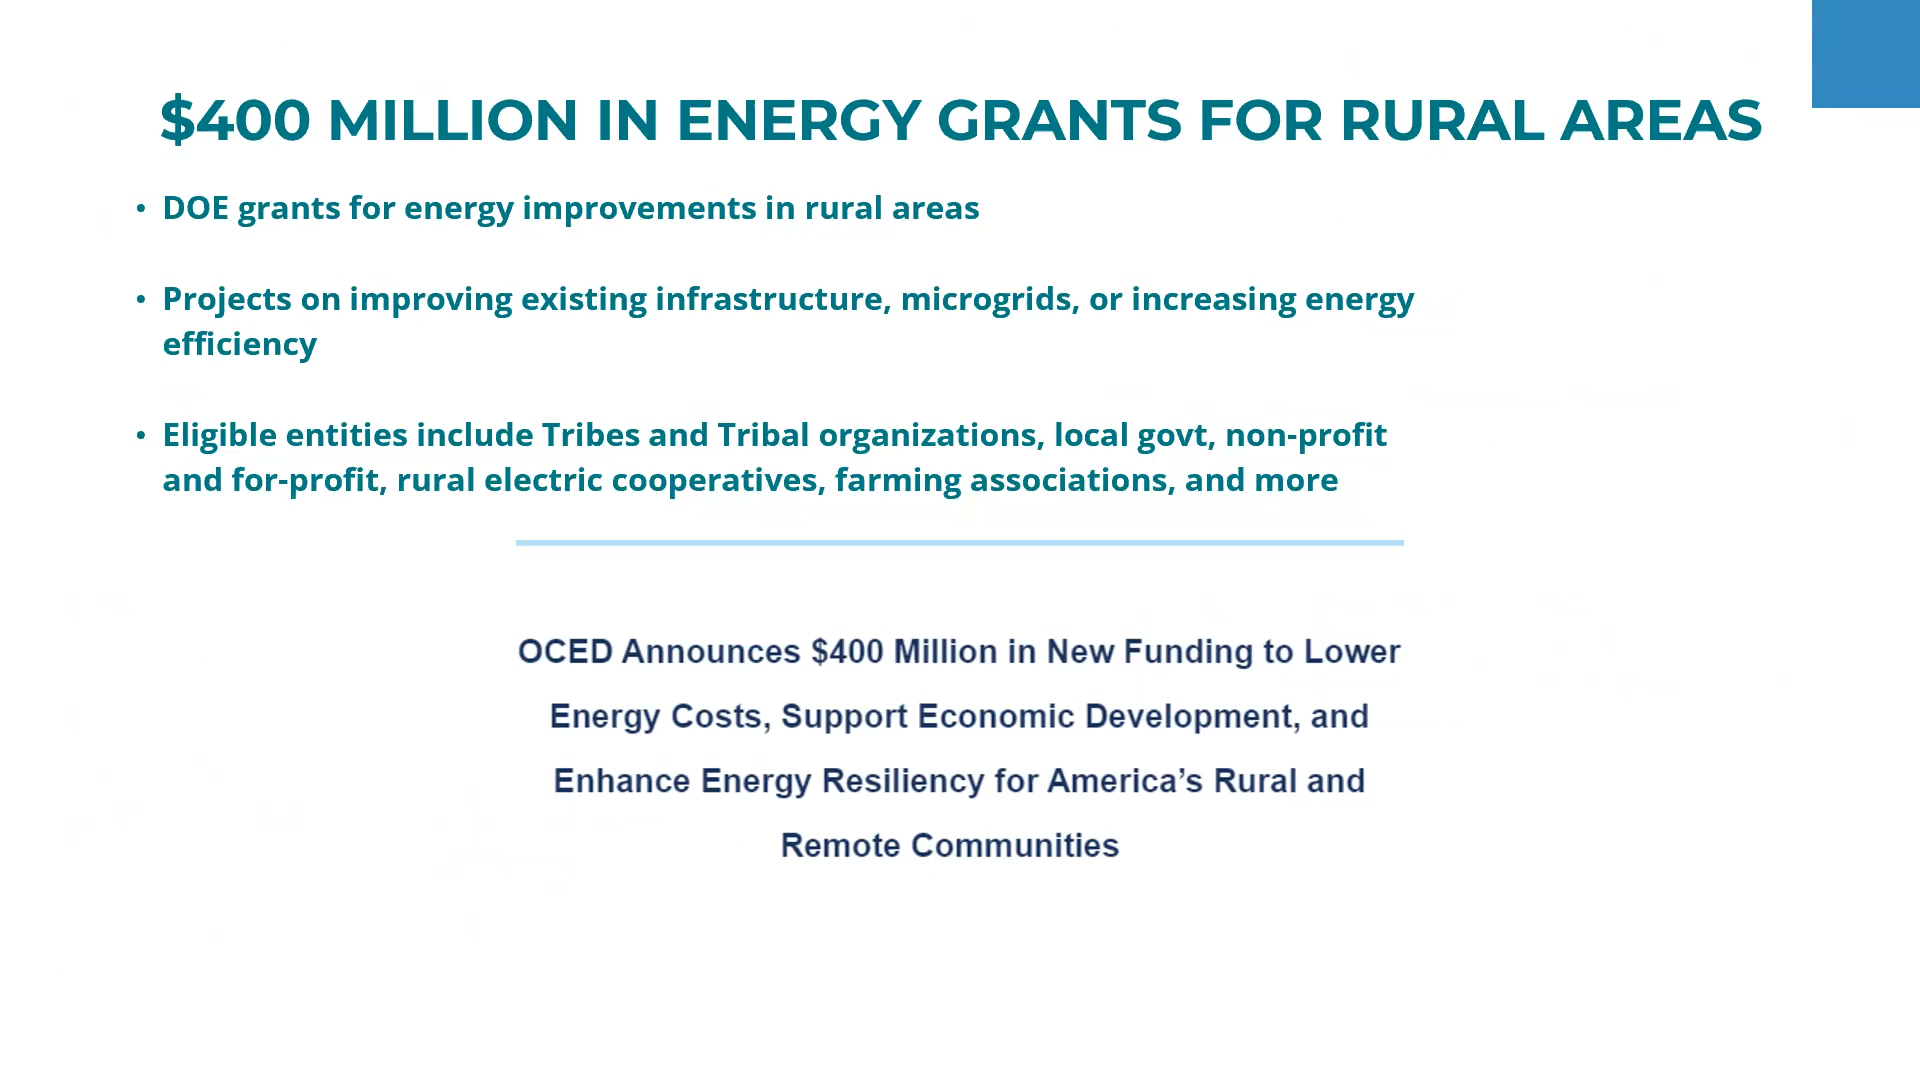 $400 MILLION IN ENERGY GRANTS FOR RURAL AREAS
• DOE grants for energy improvements in rural areas
• Projects on improving existing infrastructure, microgrids, or increasing energy
efficiency
• Eligible entities include Tribes and Tribal organizations, local govt, non-profit
and for-profit, rural electric cooperatives, farming associations, and more
OCED Announces $400 Million in New Funding to Lower
Energy Costs, Support Economic Development, and
Enhance Energy Resiliency for America’s Rural and
Remote Communities